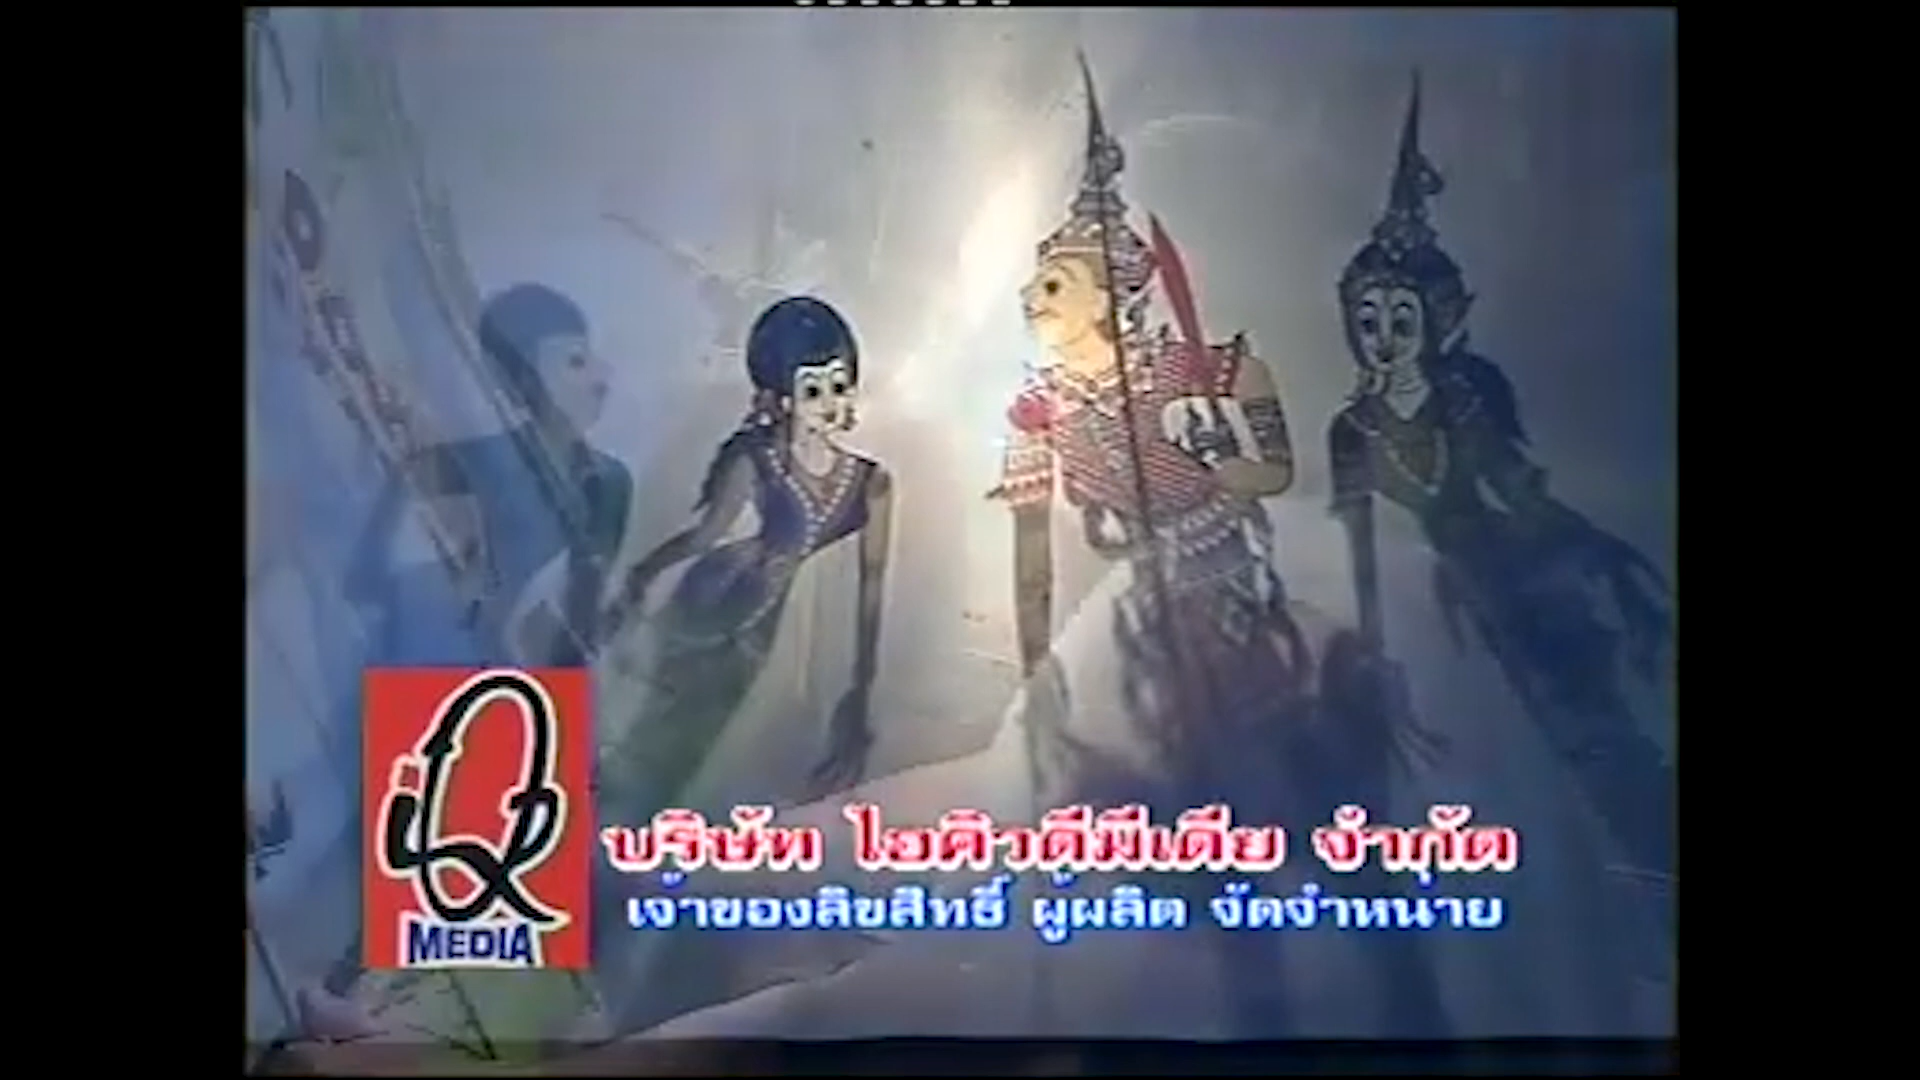 iQD
MEDIA
บริษัท ไอคิวดีมีเดีย จำกัด
เจ้าของลิขสิทธิ์ ผู้ผลิต จัดจำหน่าย